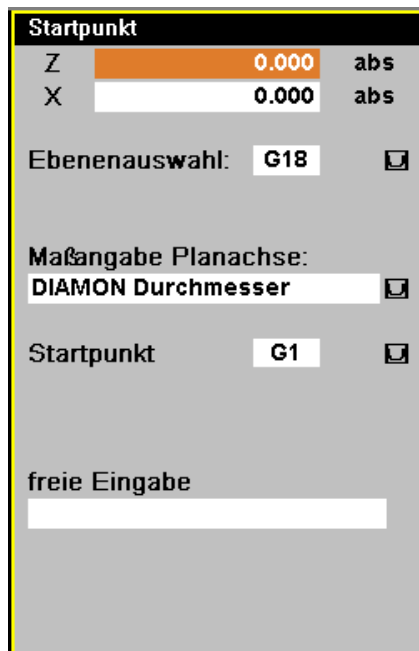 Startpunkt
Z 0.000 abs
X 0.000 abs
Ebenenauswahl: G18
Maßangabe Planachse:
DIAMON Durchmesser
Startpunkt G1
freie Eingabe